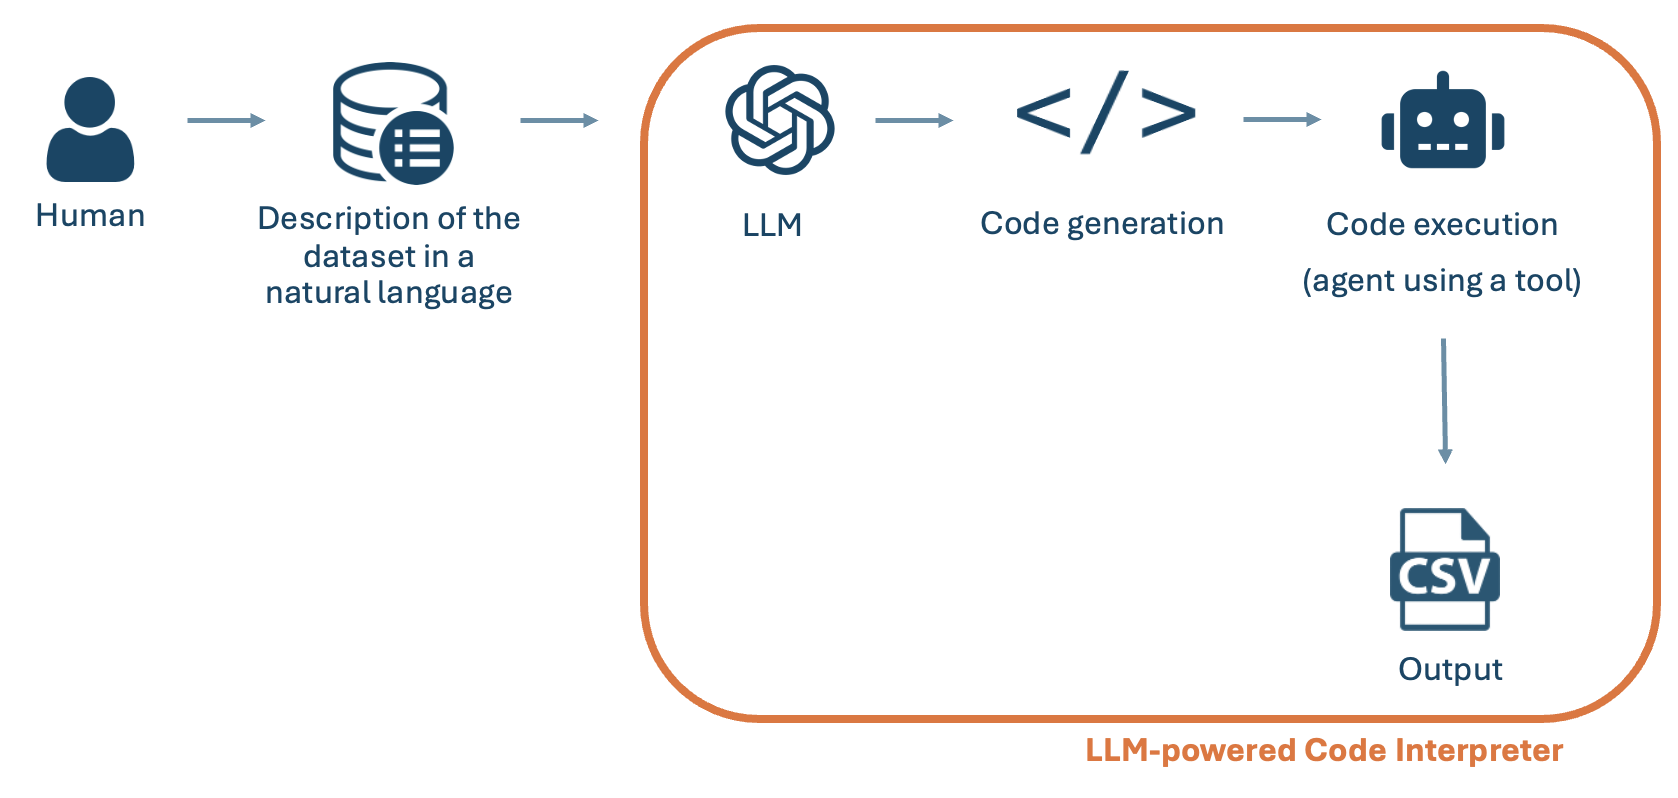 Human
Description of the
dataset in a
natural language
LLM
</>
Code generation
Code execution
(agent using a tool)
CSV
Output
LLM-powered Code Interpreter